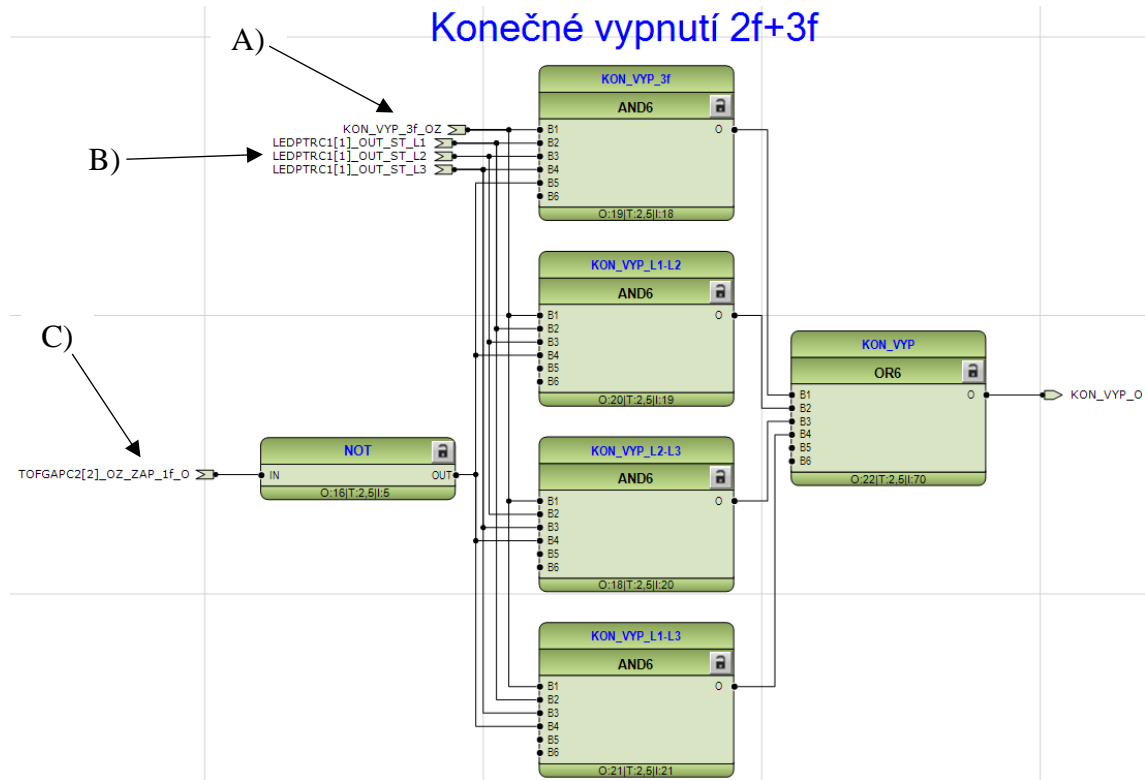 Konečné vypnutí 2f+3f
A)
KON_VYP_3f
AND6
KON_VYP_3f_OZ
LEDPTRC1[1]_OUT_ST_L1
LEDPTRC1[1]_OUT_ST_L2
LEDPTRC1[1]_OUT_ST_L3
B)
B1 O
B2
B3
B4
B5
B6
O:19|T:2,5|I:18
KON_VYP_L1-L2
AND6
B1 O
B2
B3
B4
B5
B6
O:20|T:2,5|I:19
C)
KON_VYP
OR6
B1 O
B2
B3
B4
B5
B6
O:22|T:2,5|I:70
KON_VYP_O
TOFGAPC2[2]_OZ_ZAP_1f_O
NOT
IN OUT
O:16|T:2,5|I:5
KON_VYP_L2-L3
AND6
B1 O
B2
B3
B4
B5
B6
O:18|T:2,5|I:20
KON_VYP_L1-L3
AND6
B1 O
B2
B3
B4
B5
B6
O:21|T:2,5|I:21